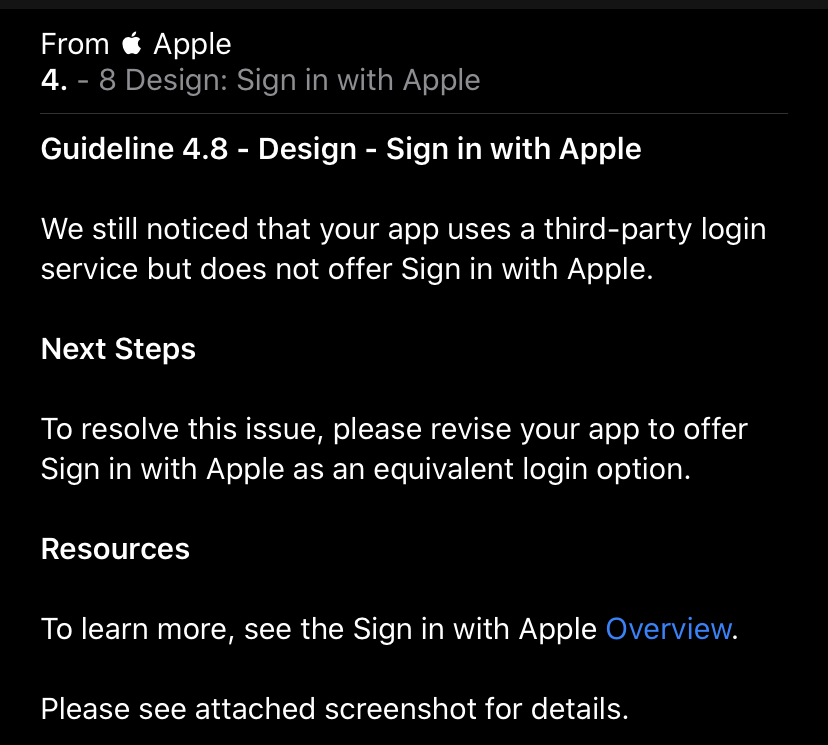 From  Apple
4. - 8 Design: Sign in with Apple
Guideline 4.8 - Design - Sign in with Apple
We still noticed that your app uses a third-party login
service but does not offer Sign in with Apple.
Next Steps
To resolve this issue, please revise your app to offer
Sign in with Apple as an equivalent login option.
Resources
To learn more, see the Sign in with Apple Overview.
Please see attached screenshot for details.